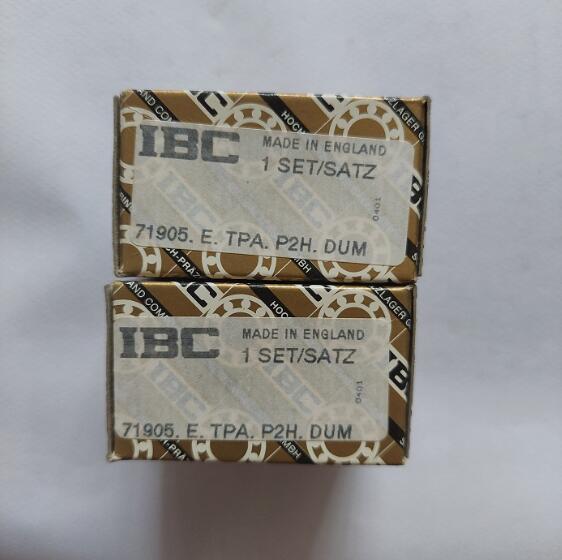 IBC
MADE IN ENGLAND
1 SET/SATZ
0401
71905. E. TPA. P2H. DUM
IBC
MADE IN ENGLAND
1 SET/SATZ
0401
71905. E. TPA. P2H. DUM